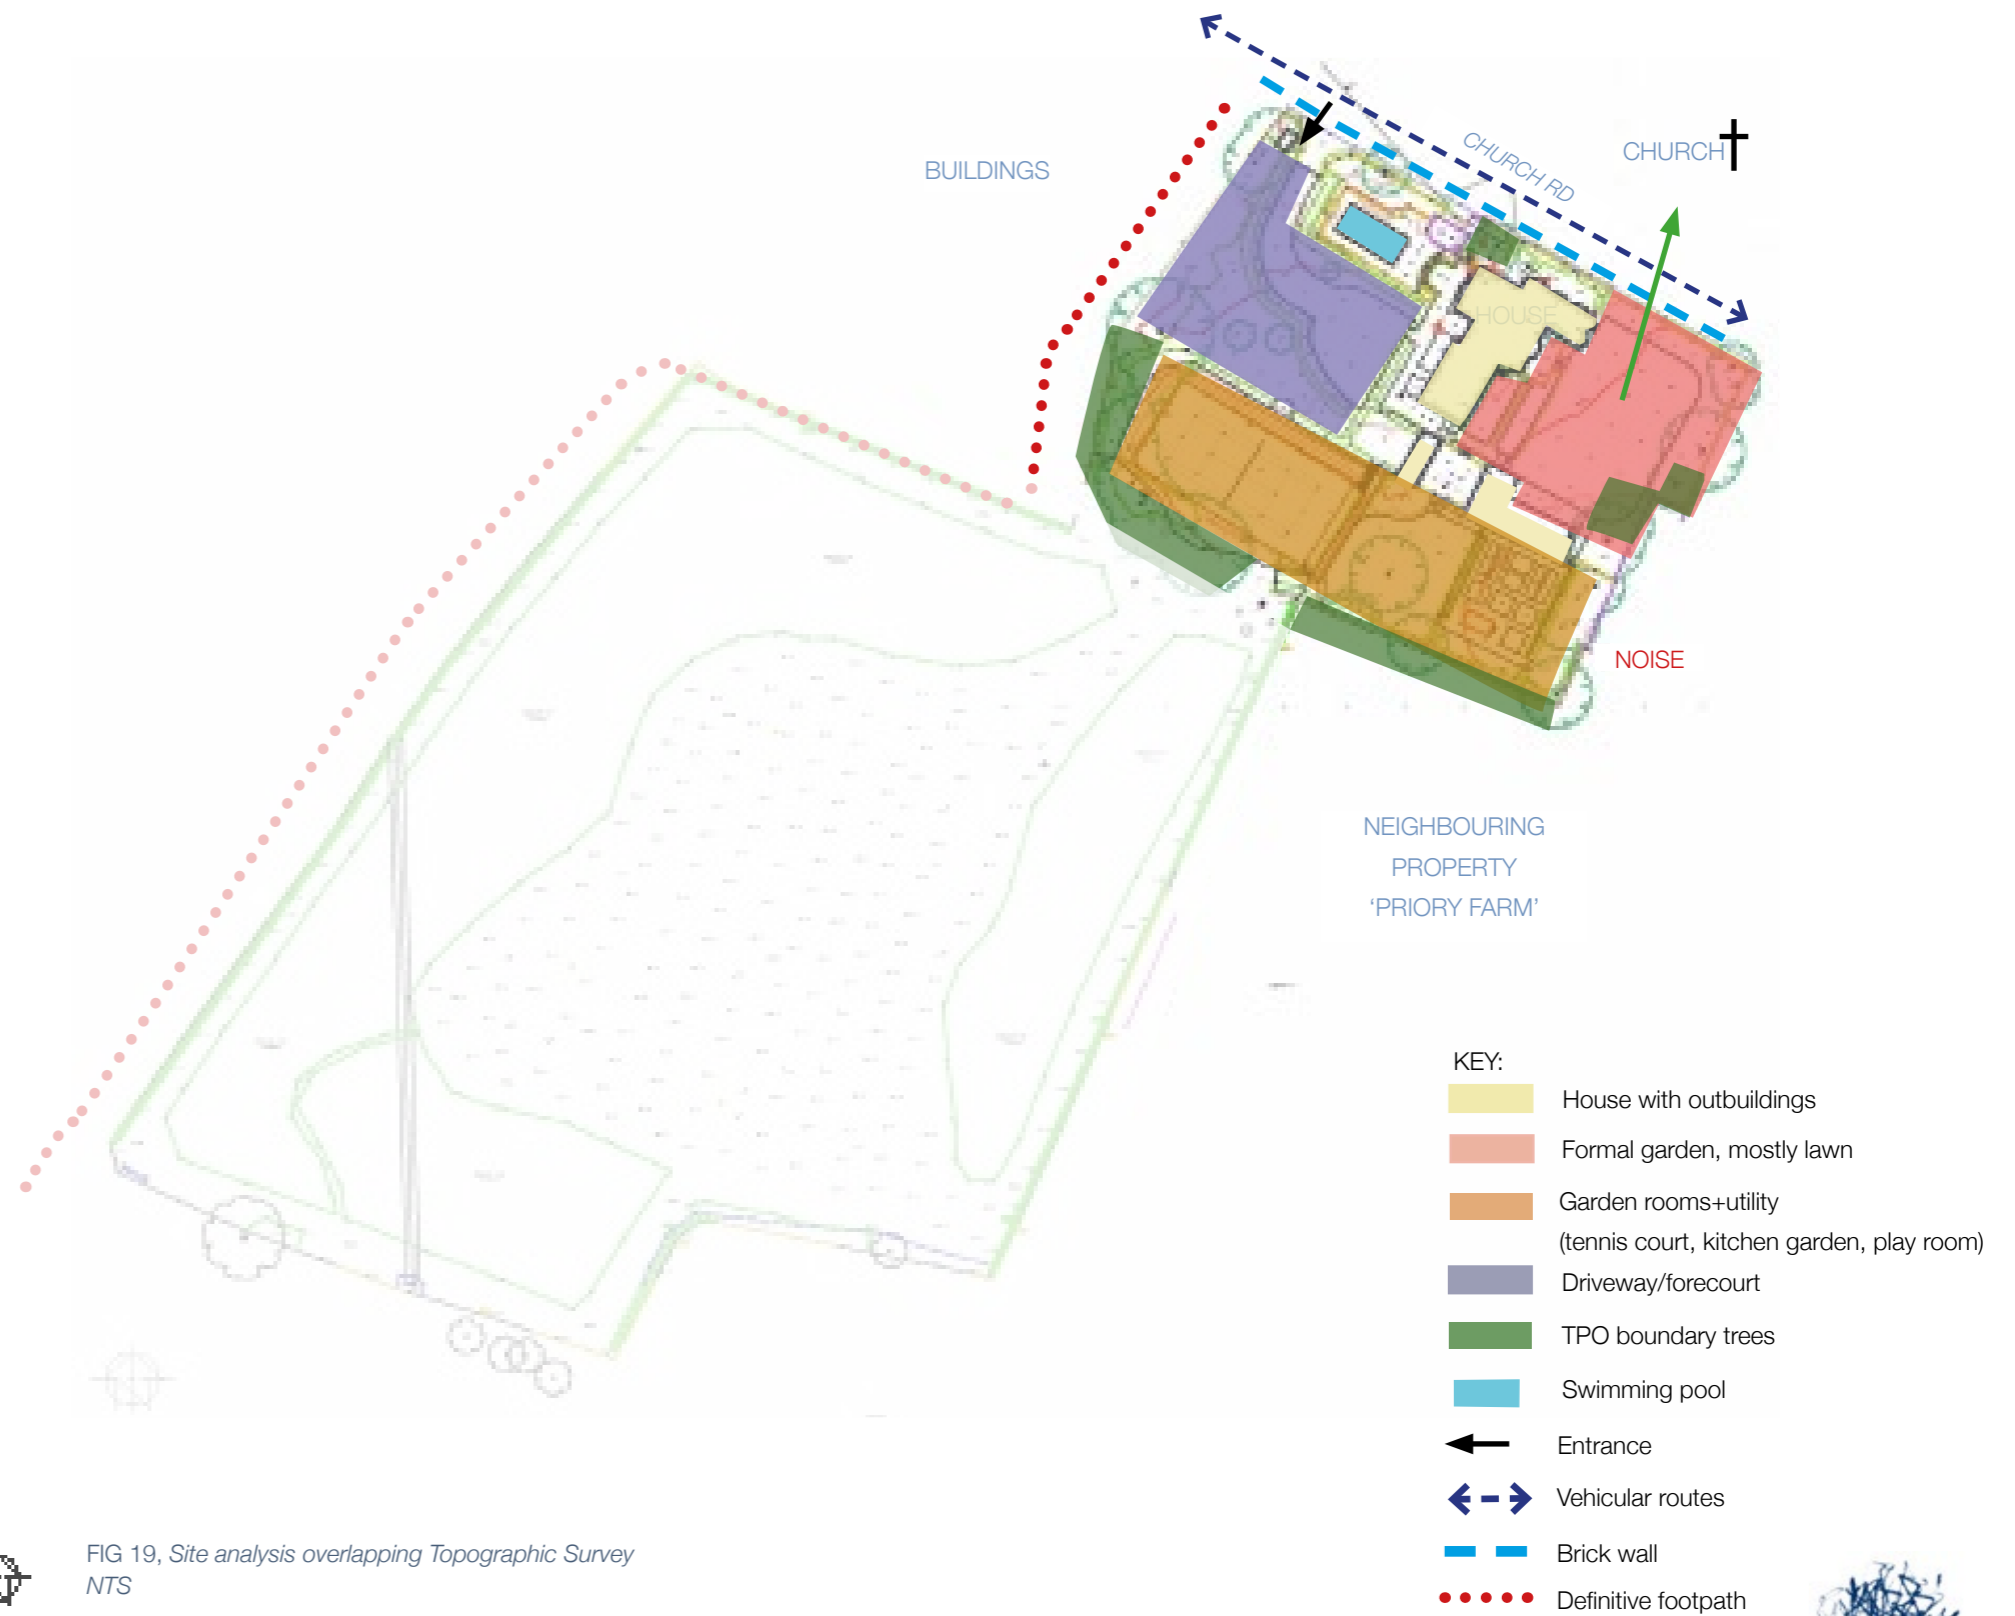 BUILDINGS
CHURCH RD
CHURCH
HOUSE
NOISE
NEIGHBOURING
PROPERTY
‘PRIORY FARM’
KEY:
House with outbuildings
Formal garden, mostly lawn
Garden rooms+utility
(tennis court, kitchen garden, play room)
Driveway/forecourt
TPO boundary trees
Swimming pool
Entrance
Vehicular routes
Brick wall
Definitive footpath
FIG 19, Site analysis overlapping Topographic Survey
NTS